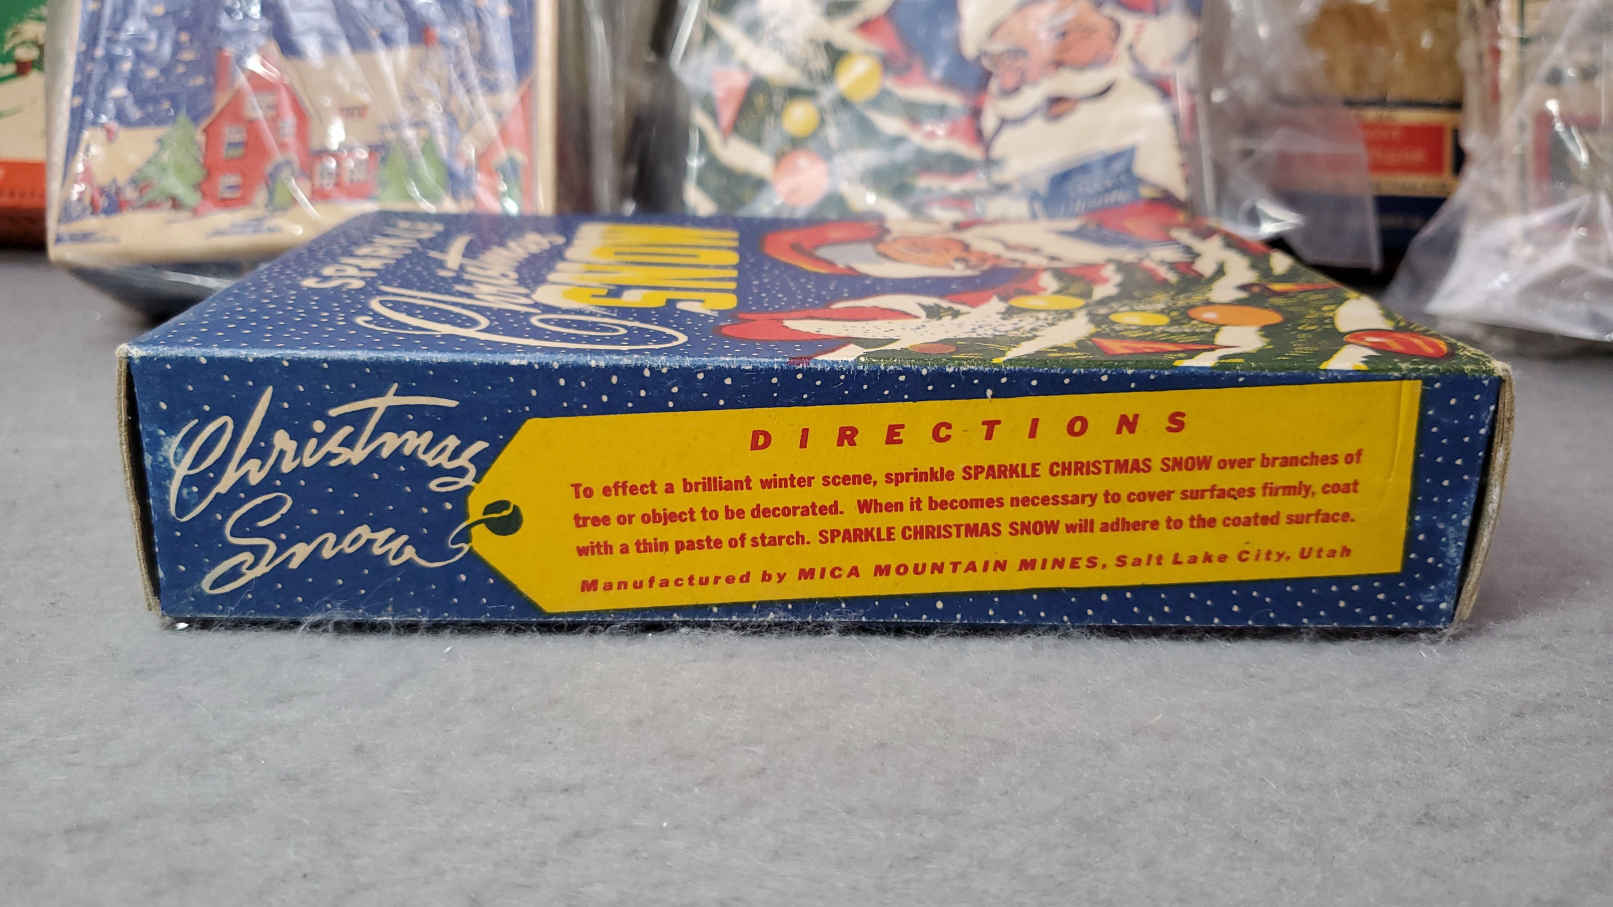 SPARKLE
Christmas
SNOW
Christmas
Snow
DIRECTIONS
To effect a brilliant winter scene, sprinkle SPARKLE CHRISTMAS SNOW over branches of
tree or object to be decorated. When it becomes necessary to cover surfaces firmly, coat
with a thin paste of starch. SPARKLE CHRISTMAS SNOW will adhere to the coated surface.
Manufactured by MICA MOUNTAIN MINES, Salt Lake City, Utah